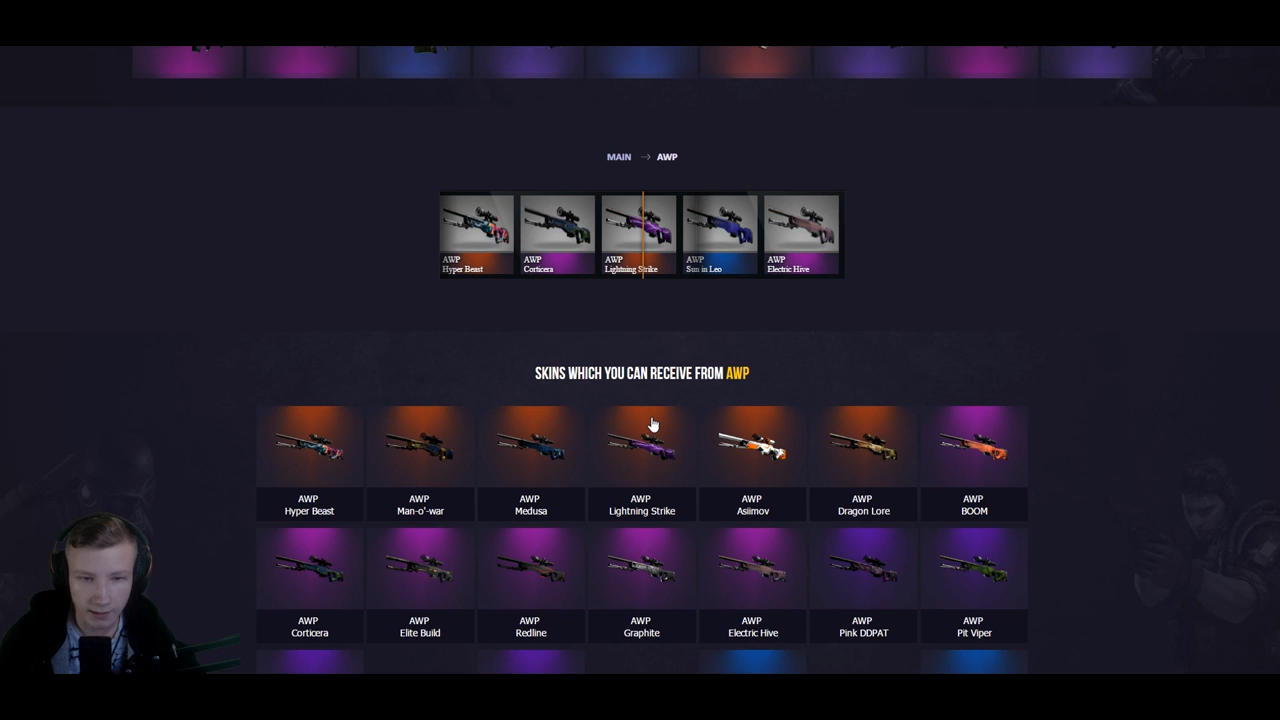 MAIN → AWP
AWP AWP AWP AWP AWP
Hyper Beast Corticera Lightning Strike Sun in Leo Electric Hive
SKINS WHICH YOU CAN RECEIVE FROM AWP
AWP AWP AWP AWP AWP AWP AWP
Hyper Beast Man-o'-war Medusa Lightning Strike Asiimov Dragon Lore BOOM
AWP AWP AWP AWP AWP AWP AWP
Corticera Elite Build Redline Graphite Electric Hive Pink DDPAT Pit Viper